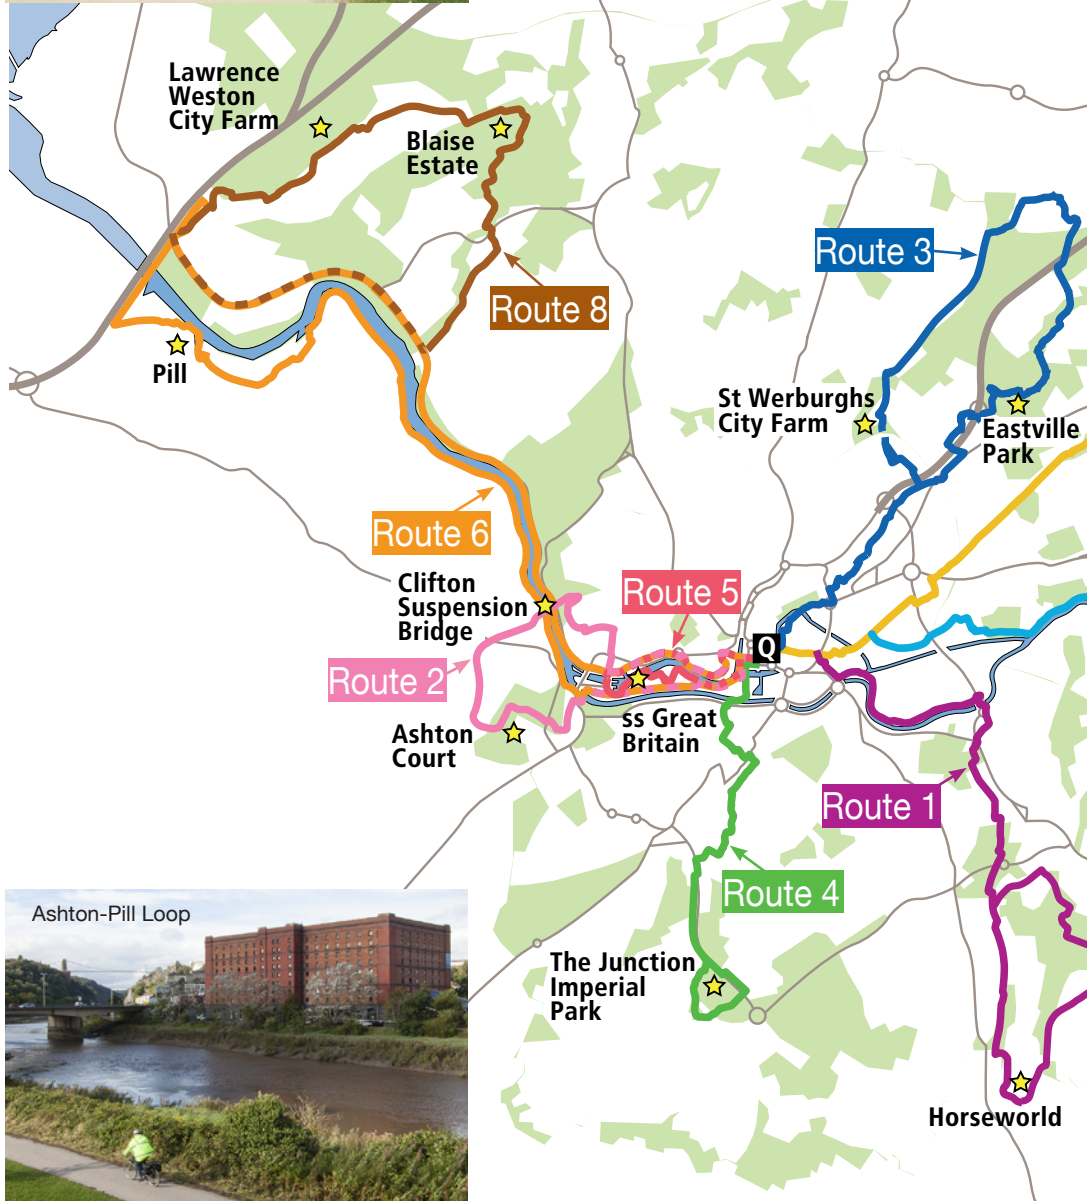 Lawrence
Weston
City Farm
Blaise
Estate
Route 3
Route 8
Pill
St Werburghs
City Farm
Eastville
Park
Route 6
Clifton
Suspension
Bridge
Route 5
Q
Route 2
ss Great
Britain
Ashton
Court
Route 1
Route 4
Ashton-Pill Loop
The Junction
Imperial
Park
Horseworld